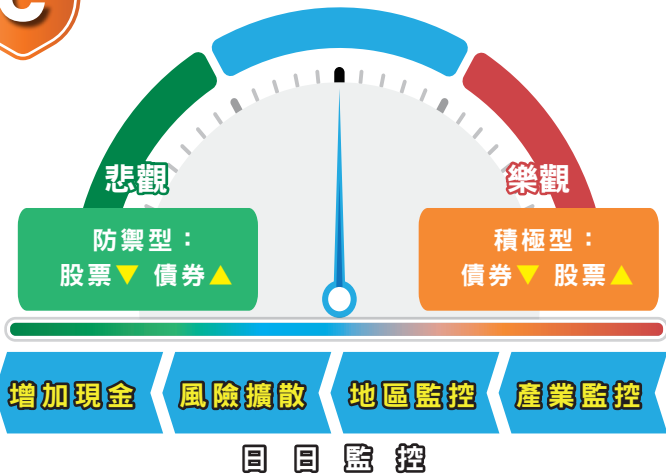 C
悲觀
樂觀
防禦型：
股票▼ 債券▲
積極型：
債券▼ 股票▲
增加現金
風險擴散
地區監控
產業監控
日日監控